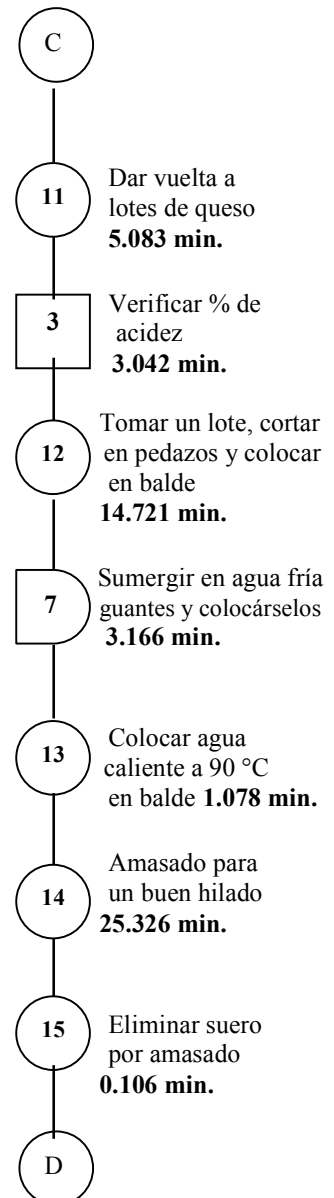 C
11
Dar vuelta a
lotes de queso
5.083 min.
3
Verificar % de
acidez
3.042 min.
12
Tomar un lote, cortar
en pedazos y colocar
en balde
14.721 min.
7
Sumergir en agua fría
guantes y colocárselos
3.166 min.
13
Colocar agua
caliente a 90 °C
en balde 1.078 min.
14
Amasado para
un buen hilado
25.326 min.
15
Eliminar suero
por amasado
0.106 min.
D